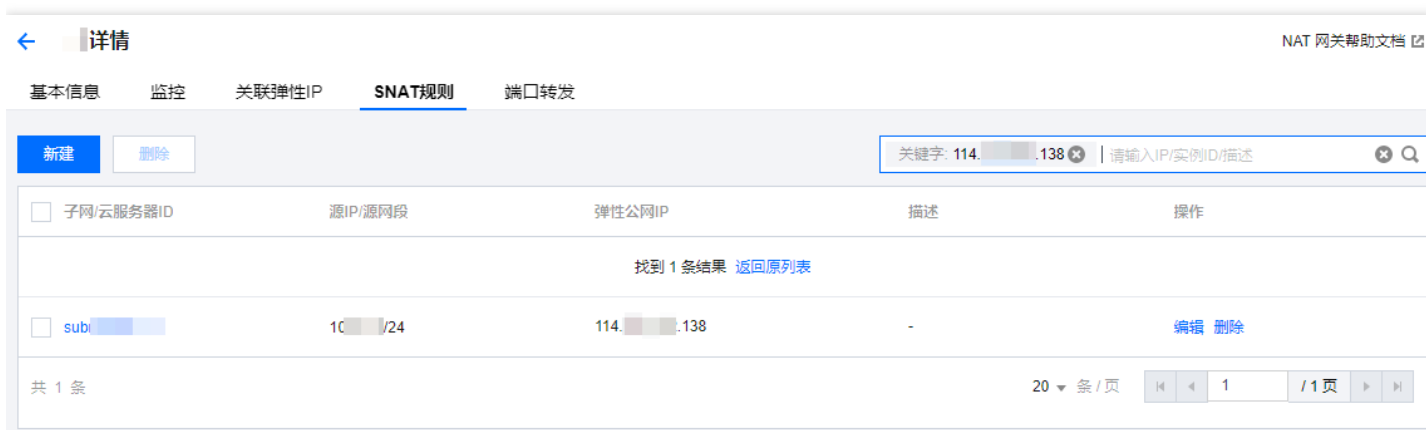 详情 NAT 网关帮助文档
基本信息 监控 关联弹性IP SNAT规则 端口转发
新建 删除 关键字: 114. .138 请输入IP/实例ID/描述
子网/云服务器ID 源IP/源网段 弹性公网IP 描述 操作
找到 1 条结果 返回原列表
sub 10 /24 114. .138 - 编辑 删除
共 1 条 20 条 / 页 1 / 1 页